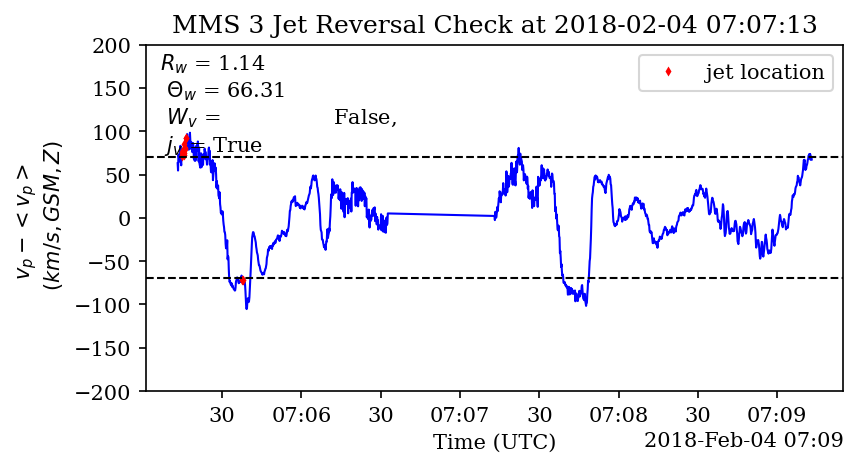 MMS 3 Jet Reversal Check at 2018-02-04 07:07:13
R_w = 1.14
Θ_w = 66.31
W_v = False,
j_v = True
jet location
v_p − <v_p>
(km/s, GSM, Z)
200
150
100
50
0
−50
−100
−150
−200
30 07:06 30 07:07 30 07:08 30 07:09
Time (UTC)
2018-Feb-04 07:09